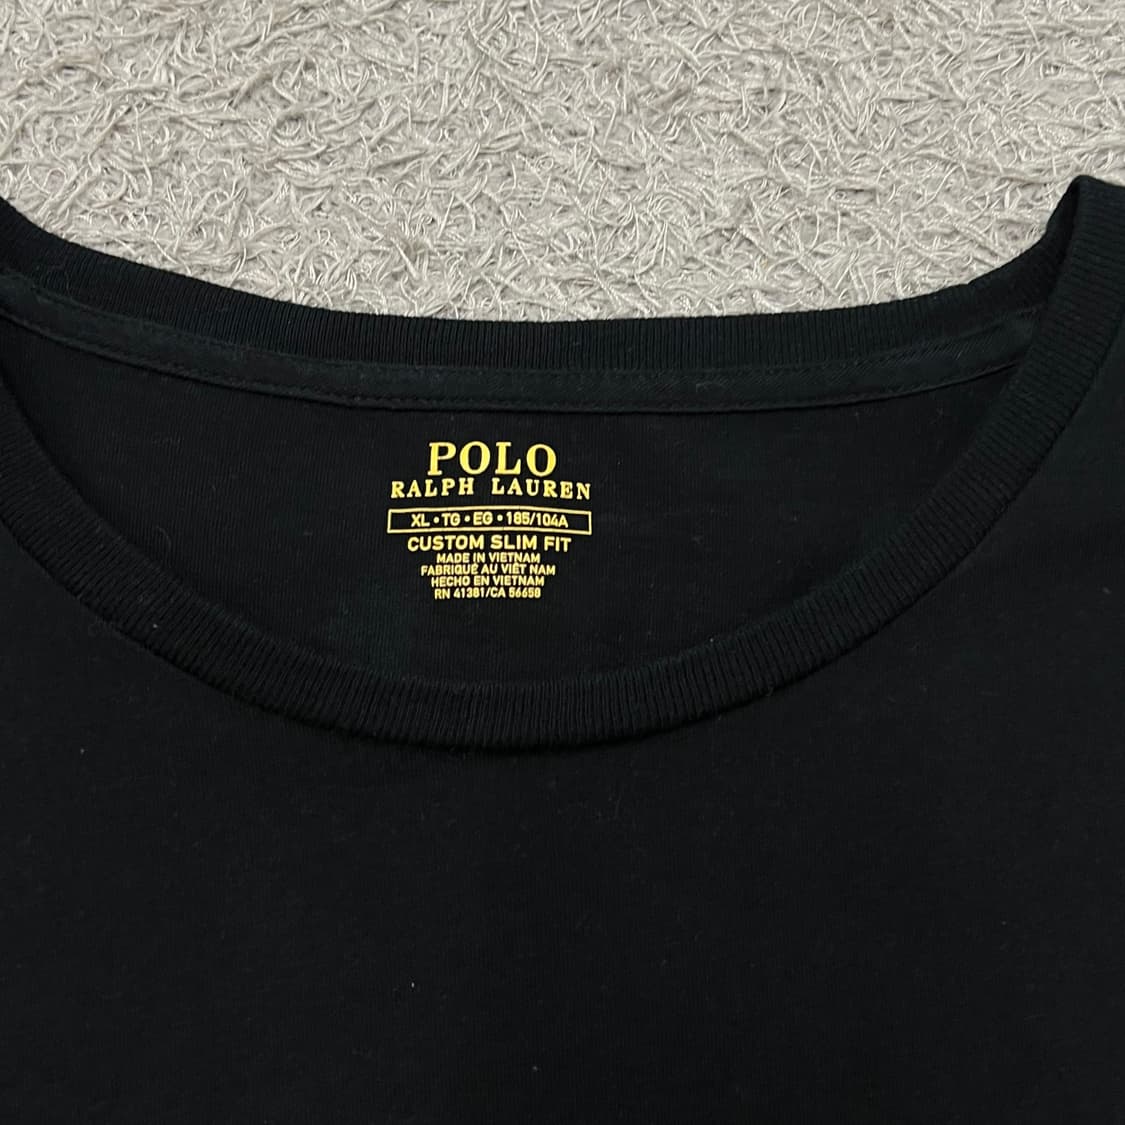 POLO
RALPH LAUREN
XL • TG • EG • 185/104A
CUSTOM SLIM FIT
MADE IN VIETNAM
FABRIQUÉ AU VIÊT NAM
HECHO EN VIETNAM
RN 41381/CA 56658